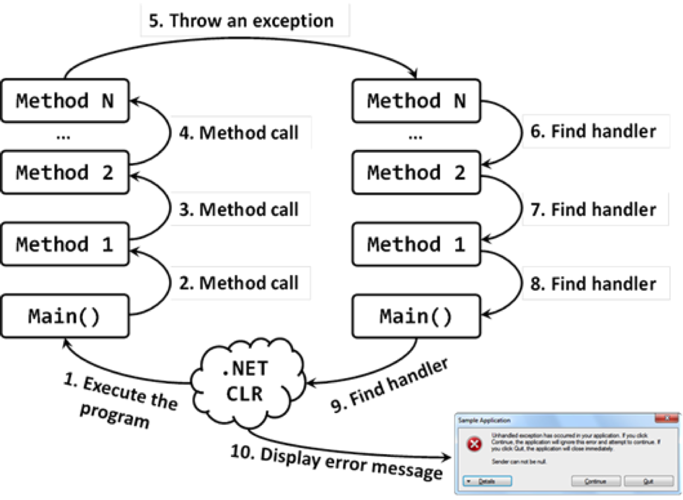 5. Throw an exception
Method N
...
Method 2
Method 1
Main()
4. Method call
3. Method call
2. Method call
Method N
...
Method 2
Method 1
Main()
6. Find handler
7. Find handler
8. Find handler
.NET
CLR
1. Execute the
program
9. Find handler
10. Display error message
Sample Application
Unhandled exception has occurred in your application. If you click
Continue, the application will ignore this error and attempt to continue. If
you click Quit, the application will close immediately.
Sender can not be null.
Details
Continue
Quit